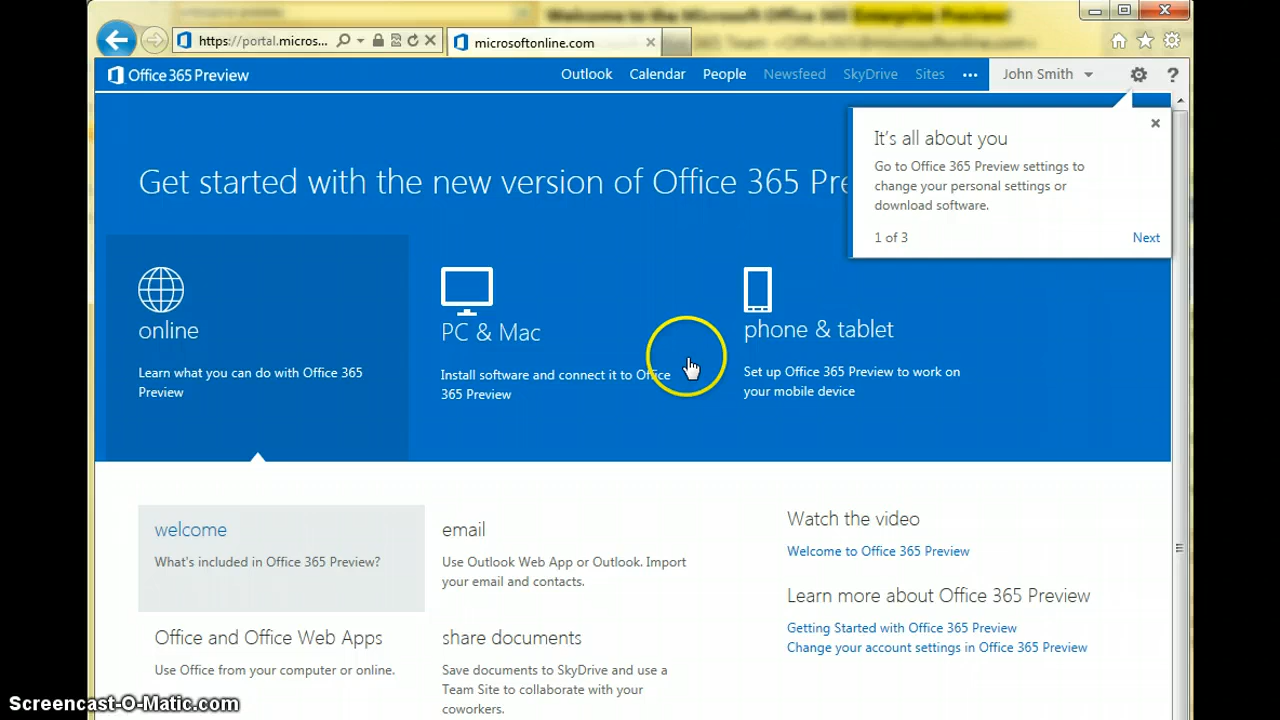 Welcome to the Microsoft Office 365 Enterprise Preview!
https://portal.micros...
microsoftonline.com
Office 365 Preview
Outlook Calendar People Newsfeed SkyDrive Sites ... John Smith ?
It's all about you
Go to Office 365 Preview settings to
change your personal settings or
download software.
1 of 3 Next
Get started with the new version of Office 365 Pre
online
Learn what you can do with Office 365
Preview
PC & Mac
Install software and connect it to Office
365 Preview
phone & tablet
Set up Office 365 Preview to work on
your mobile device
welcome
What's included in Office 365 Preview?
email
Use Outlook Web App or Outlook. Import
your email and contacts.
Office and Office Web Apps
Use Office from your computer or online.
share documents
Save documents to SkyDrive and use a
Team Site to collaborate with your
coworkers.
Watch the video
Welcome to Office 365 Preview
Learn more about Office 365 Preview
Getting Started with Office 365 Preview
Change your account settings in Office 365 Preview
Screencast-O-Matic.com